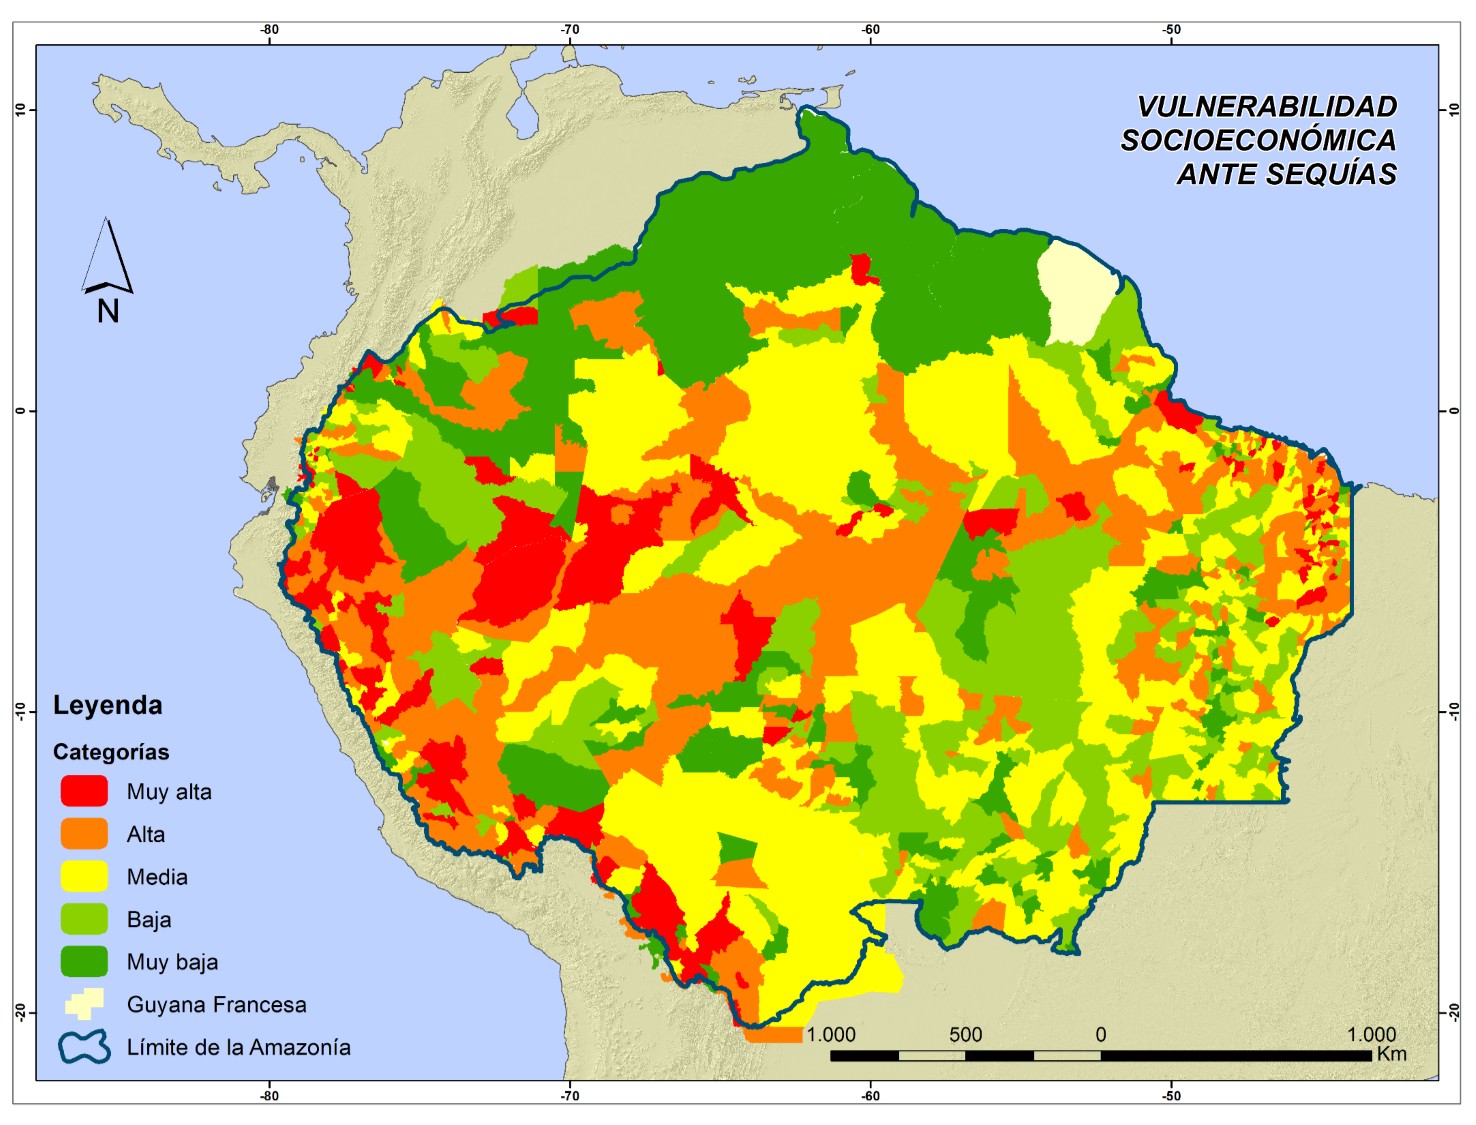 -80 -70 -60 -50
10 10
VULNERABILIDAD
SOCIOECONÓMICA
ANTE SEQUÍAS
N
0 0
-10 -10
Leyenda
Categorías
Muy alta
Alta
Media
Baja
Muy baja
Guyana Francesa
Límite de la Amazonía
-20 -20
1.000 500 0 1.000
Km
-80 -70 -60 -50